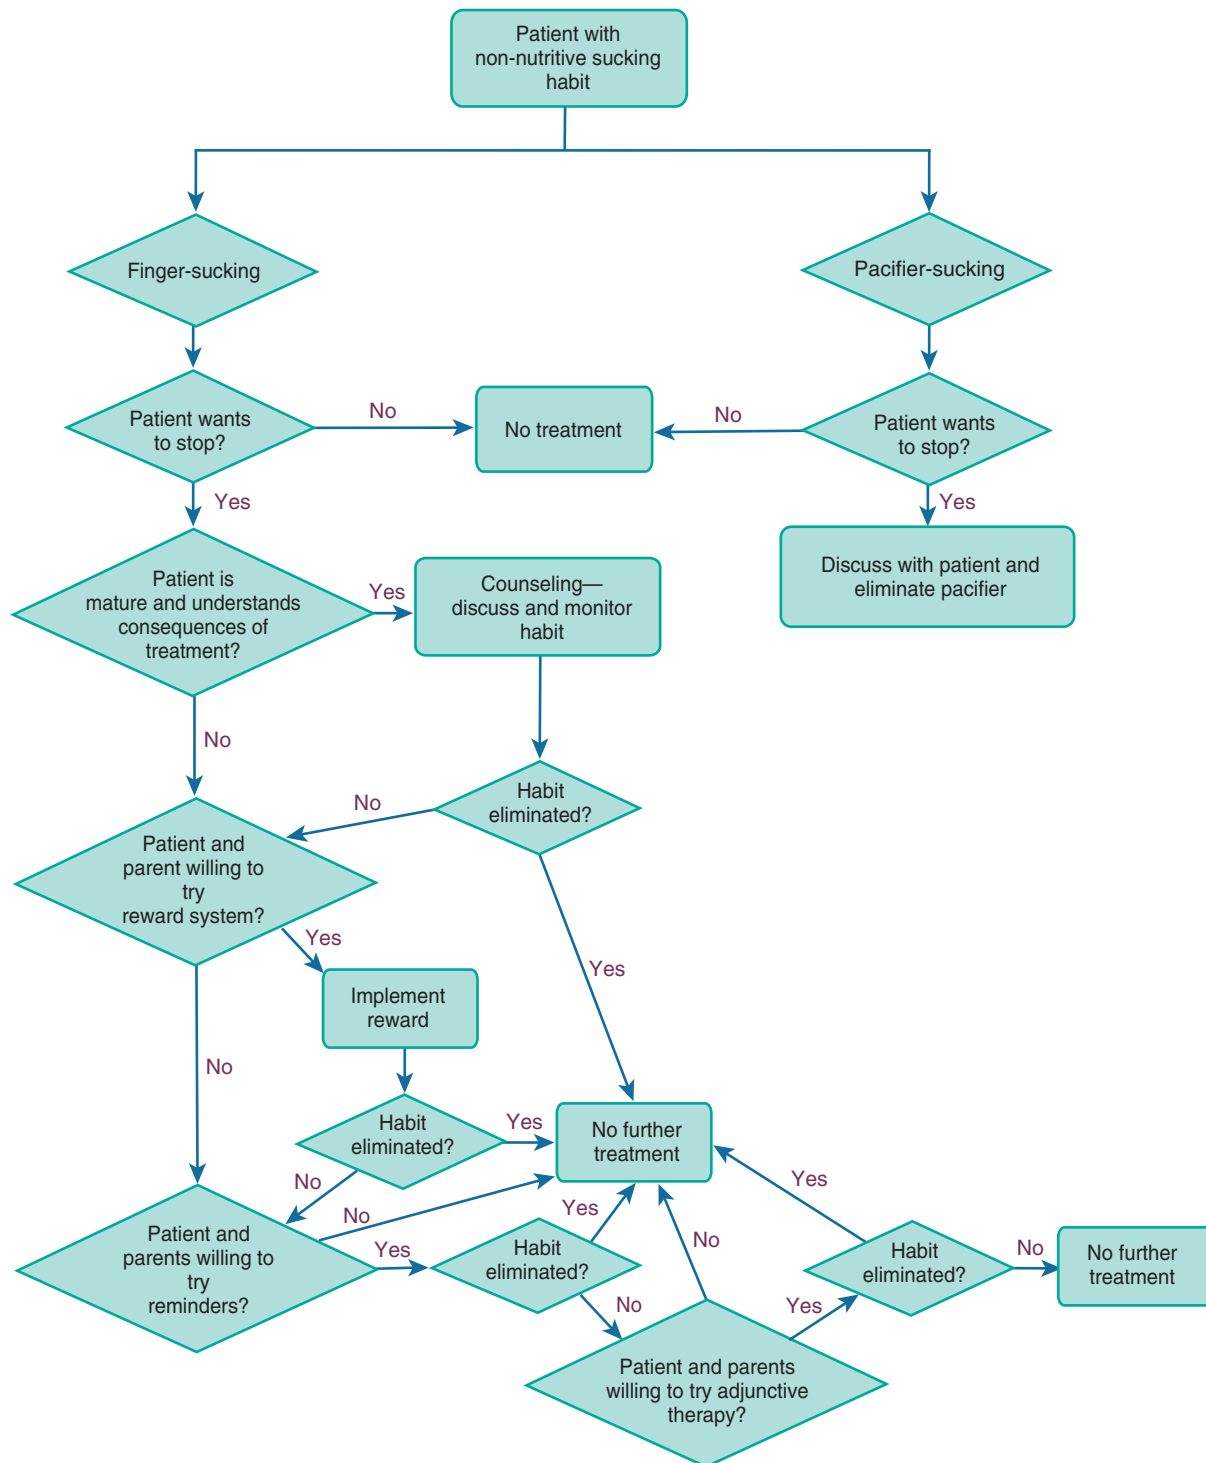 Patient with
non-nutritive sucking
habit
Finger-sucking
Pacifier-sucking
Patient wants
to stop?
No
No treatment
No
Patient wants
to stop?
Yes
Yes
Patient is
mature and understands
consequences of
treatment?
Yes
Counseling—
discuss and monitor
habit
Discuss with patient and
eliminate pacifier
No
No
Habit
eliminated?
Patient and
parent willing to
try
reward system?
Yes
Yes
Implement
reward
No
Habit
eliminated?
Yes
No further
treatment
No
No
Yes
Yes
Patient and
parents willing to
try
reminders?
Yes
Habit
eliminated?
No
No
Yes
Habit
eliminated?
No
No further
treatment
Patient and parents
willing to try adjunctive
therapy?